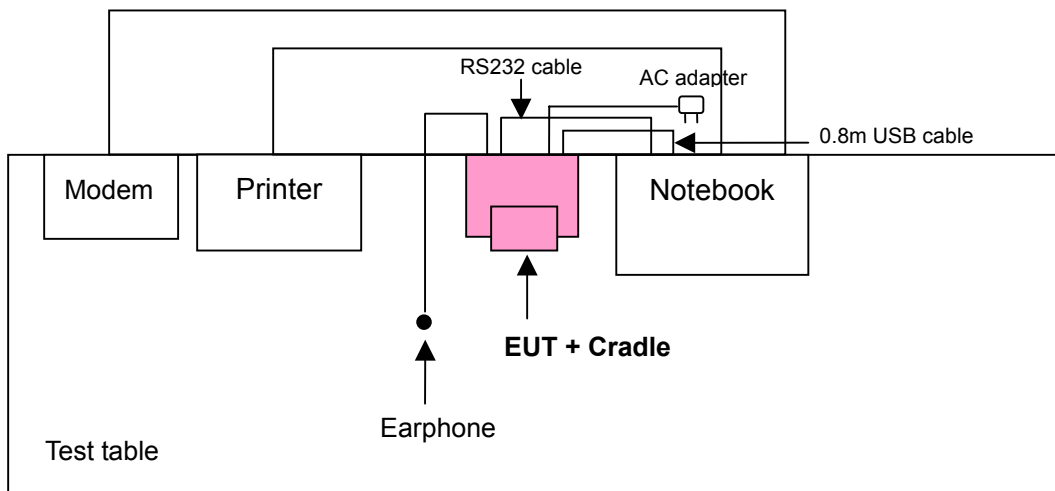 RS232 cable
AC adapter
0.8m USB cable
Modem
Printer
Notebook
EUT + Cradle
Earphone
Test table